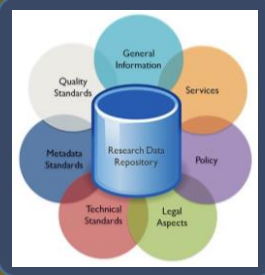 General
Information
Services
Policy
Legal
Aspects
Technical
Standards
Metadata
Standards
Quality
Standards
Research Data
Repository